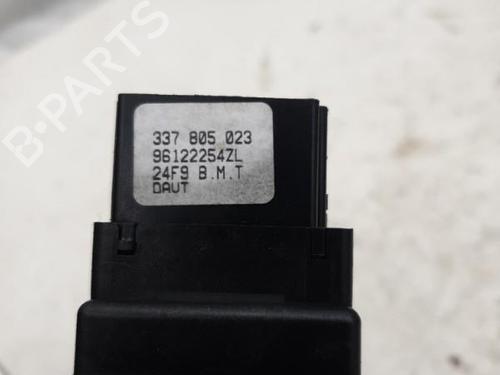 337 805 023
96122254ZL
24F9 B.M.T
DAUT
B-PARTS